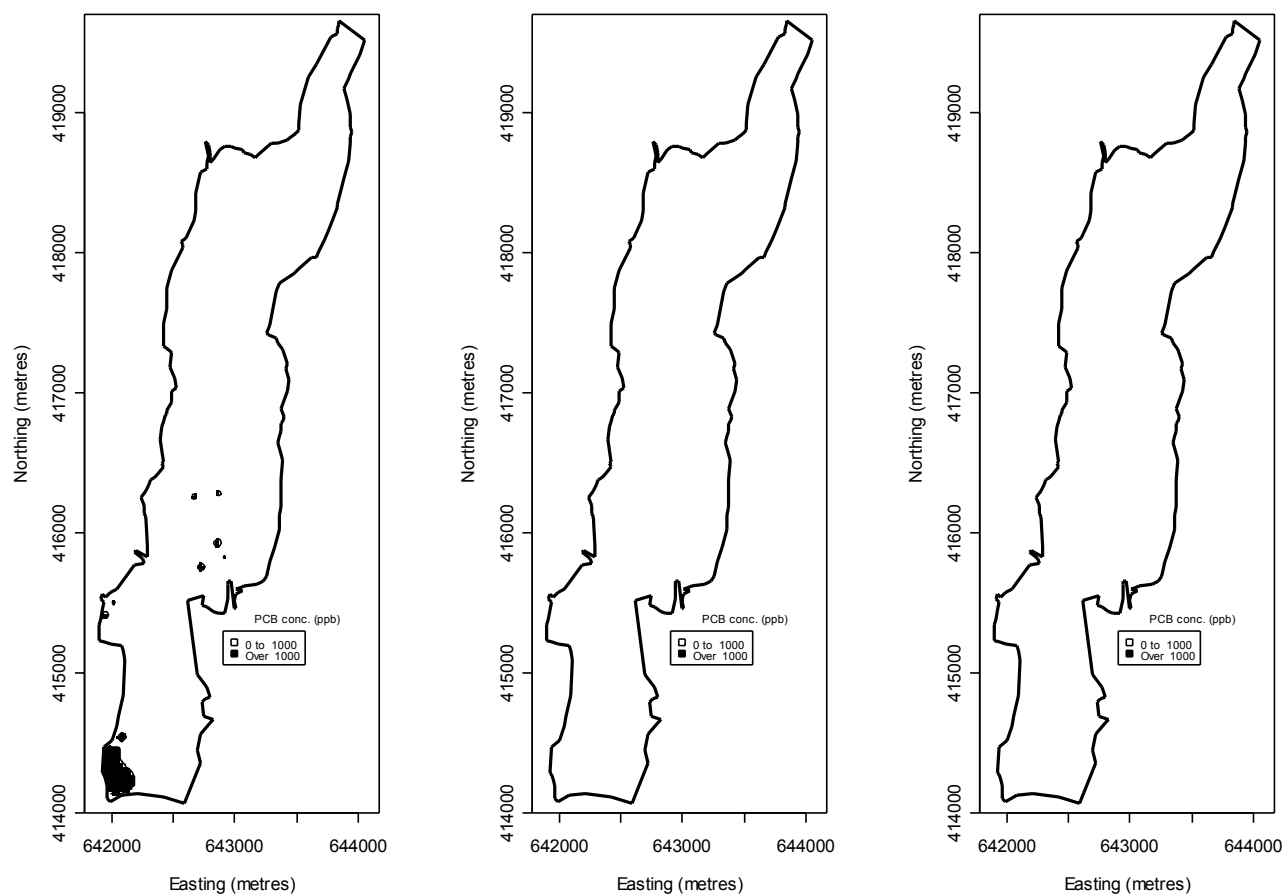 Northing (metres)
419000
418000
417000
416000
415000
414000
PCB conc. (ppb)
0 to 1000
Over 1000
642000 643000 644000
Easting (metres)
Northing (metres)
419000
418000
417000
416000
415000
414000
PCB conc. (ppb)
0 to 1000
Over 1000
642000 643000 644000
Easting (metres)
Northing (metres)
419000
418000
417000
416000
415000
414000
PCB conc. (ppb)
0 to 1000
Over 1000
642000 643000 644000
Easting (metres)